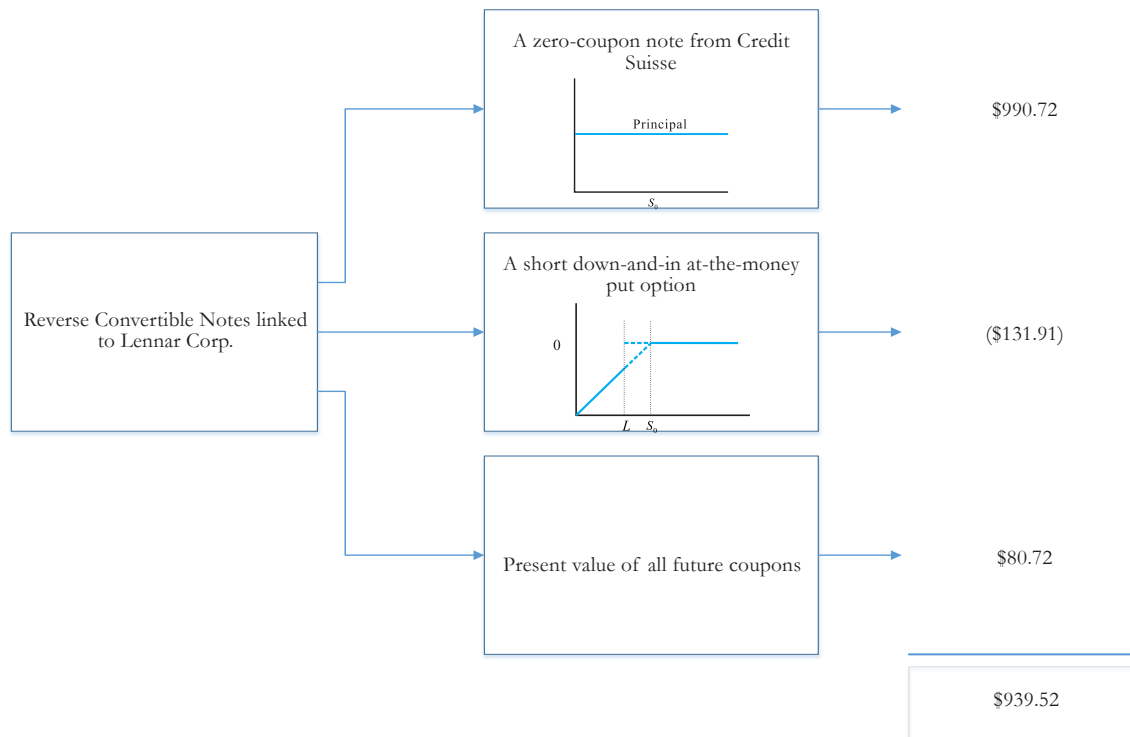 A zero-coupon note from Credit
Suisse
Principal
S₀
$990.72
Reverse Convertible Notes linked
to Lennar Corp.
A short down-and-in at-the-money
put option
0
L S₀
($131.91)
Present value of all future coupons
$80.72
$939.52